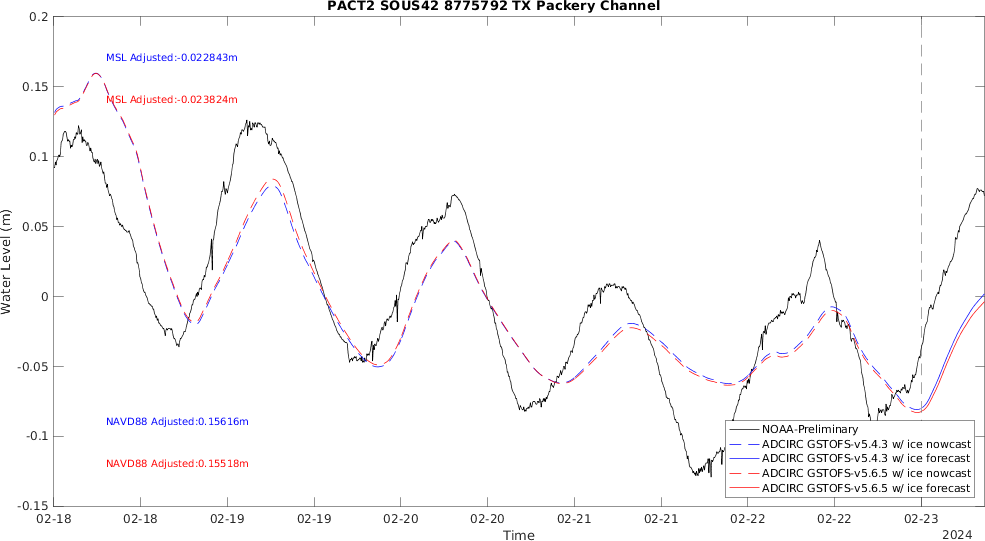 PACT2 SOUS42 8775792 TX Packery Channel
0.2
0.15
0.1
0.05
0
-0.05
-0.1
-0.15
Water Level (m)
MSL Adjusted:-0.022843m
MSL Adjusted:-0.023824m
NAVD88 Adjusted:0.15616m
NAVD88 Adjusted:0.15518m
NOAA-Preliminary
ADCIRC GSTOFS-v5.4.3 w/ ice nowcast
ADCIRC GSTOFS-v5.4.3 w/ ice forecast
ADCIRC GSTOFS-v5.6.5 w/ ice nowcast
ADCIRC GSTOFS-v5.6.5 w/ ice forecast
02-18 02-18 02-19 02-19 02-20 02-20 02-21 02-21 02-22 02-22 02-23
Time
2024